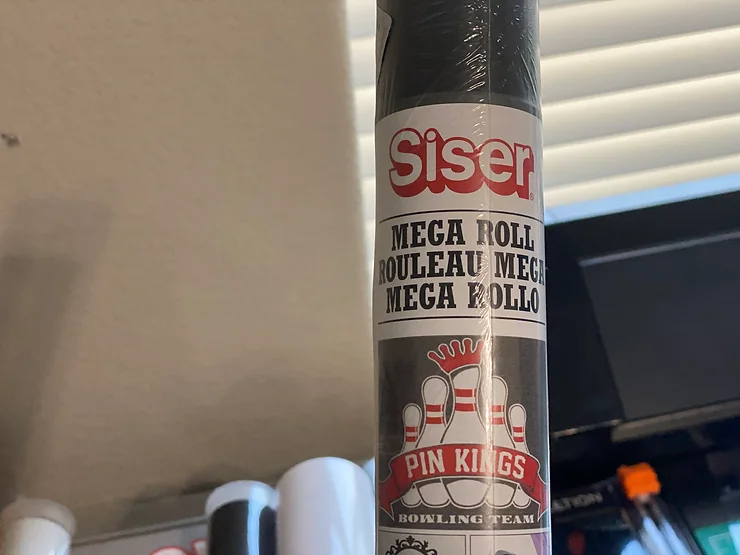 Siser
MEGA ROLL
ROULEAU MEGA
MEGA ROLLO
PIN KINGS
BOWLING TEAM